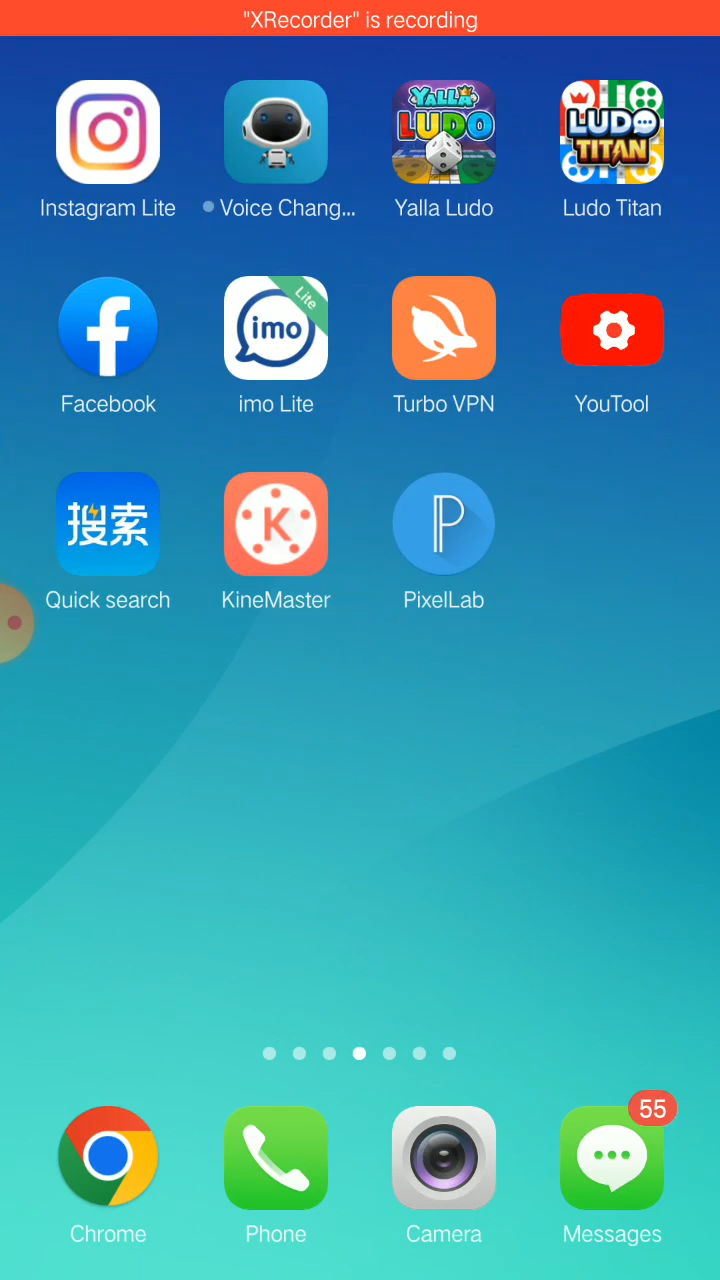 "XRecorder" is recording
YALLA
LUDO
LUDO
TITAN
Instagram Lite
Voice Chang...
Yalla Ludo
Ludo Titan
Lite
imo
Facebook
imo Lite
Turbo VPN
YouTool
搜索
K
P
Quick search
KineMaster
PixelLab
55
Chrome
Phone
Camera
Messages